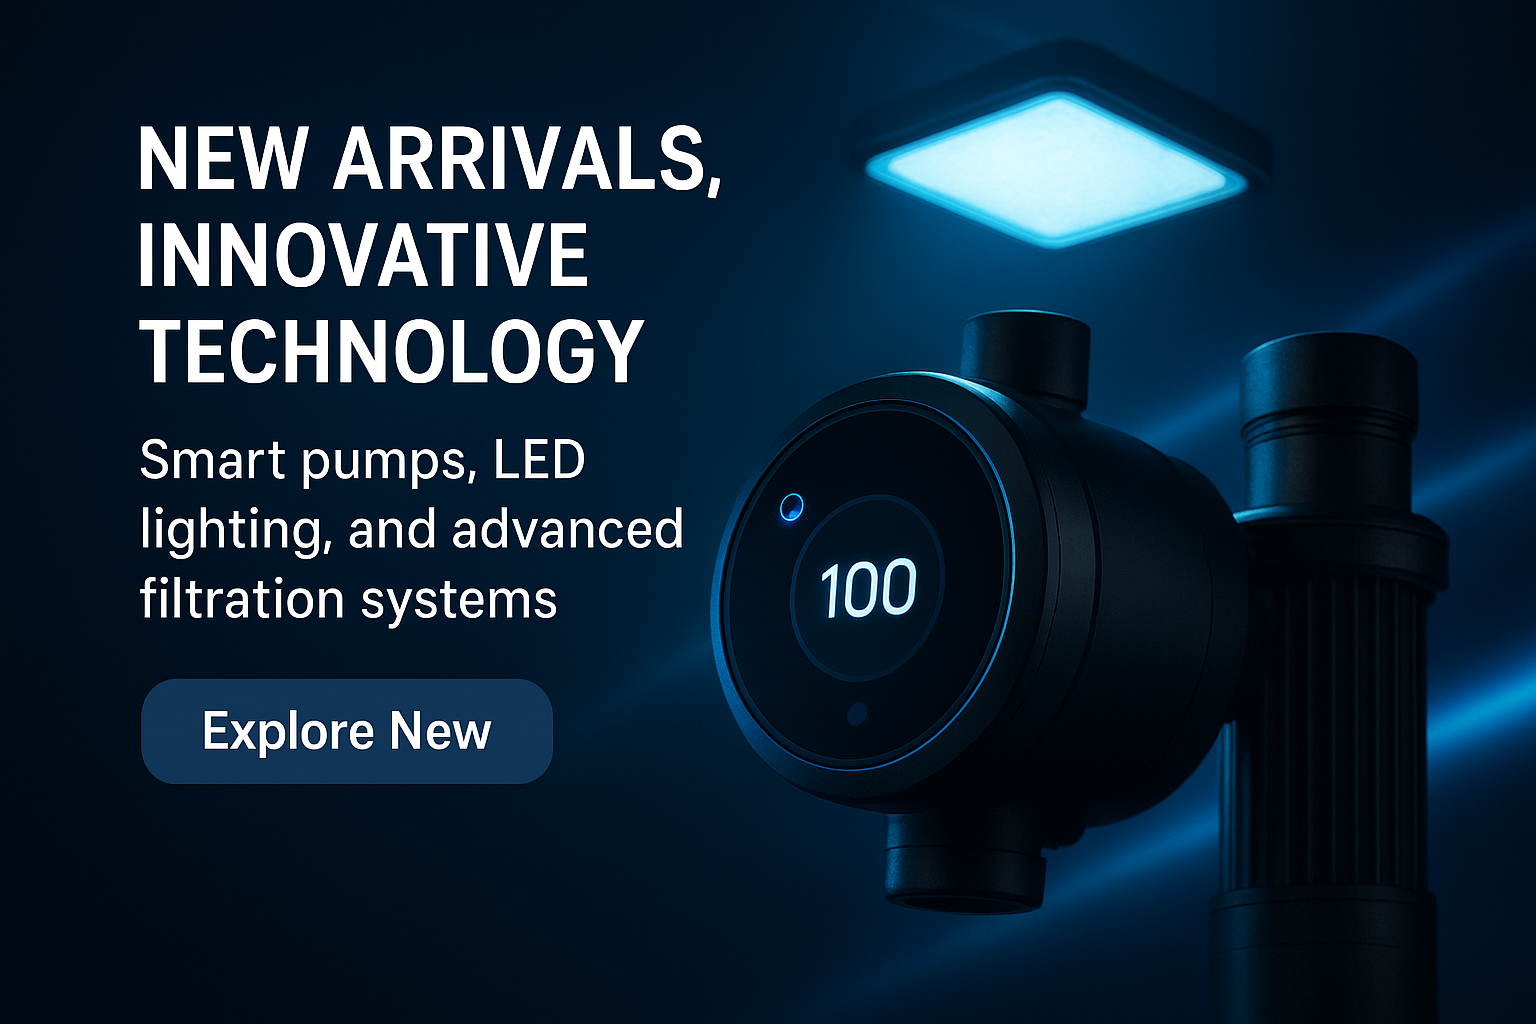 NEW ARRIVALS,
INNOVATIVE
TECHNOLOGY
Smart pumps, LED
lighting, and advanced
filtration systems
Explore New
100